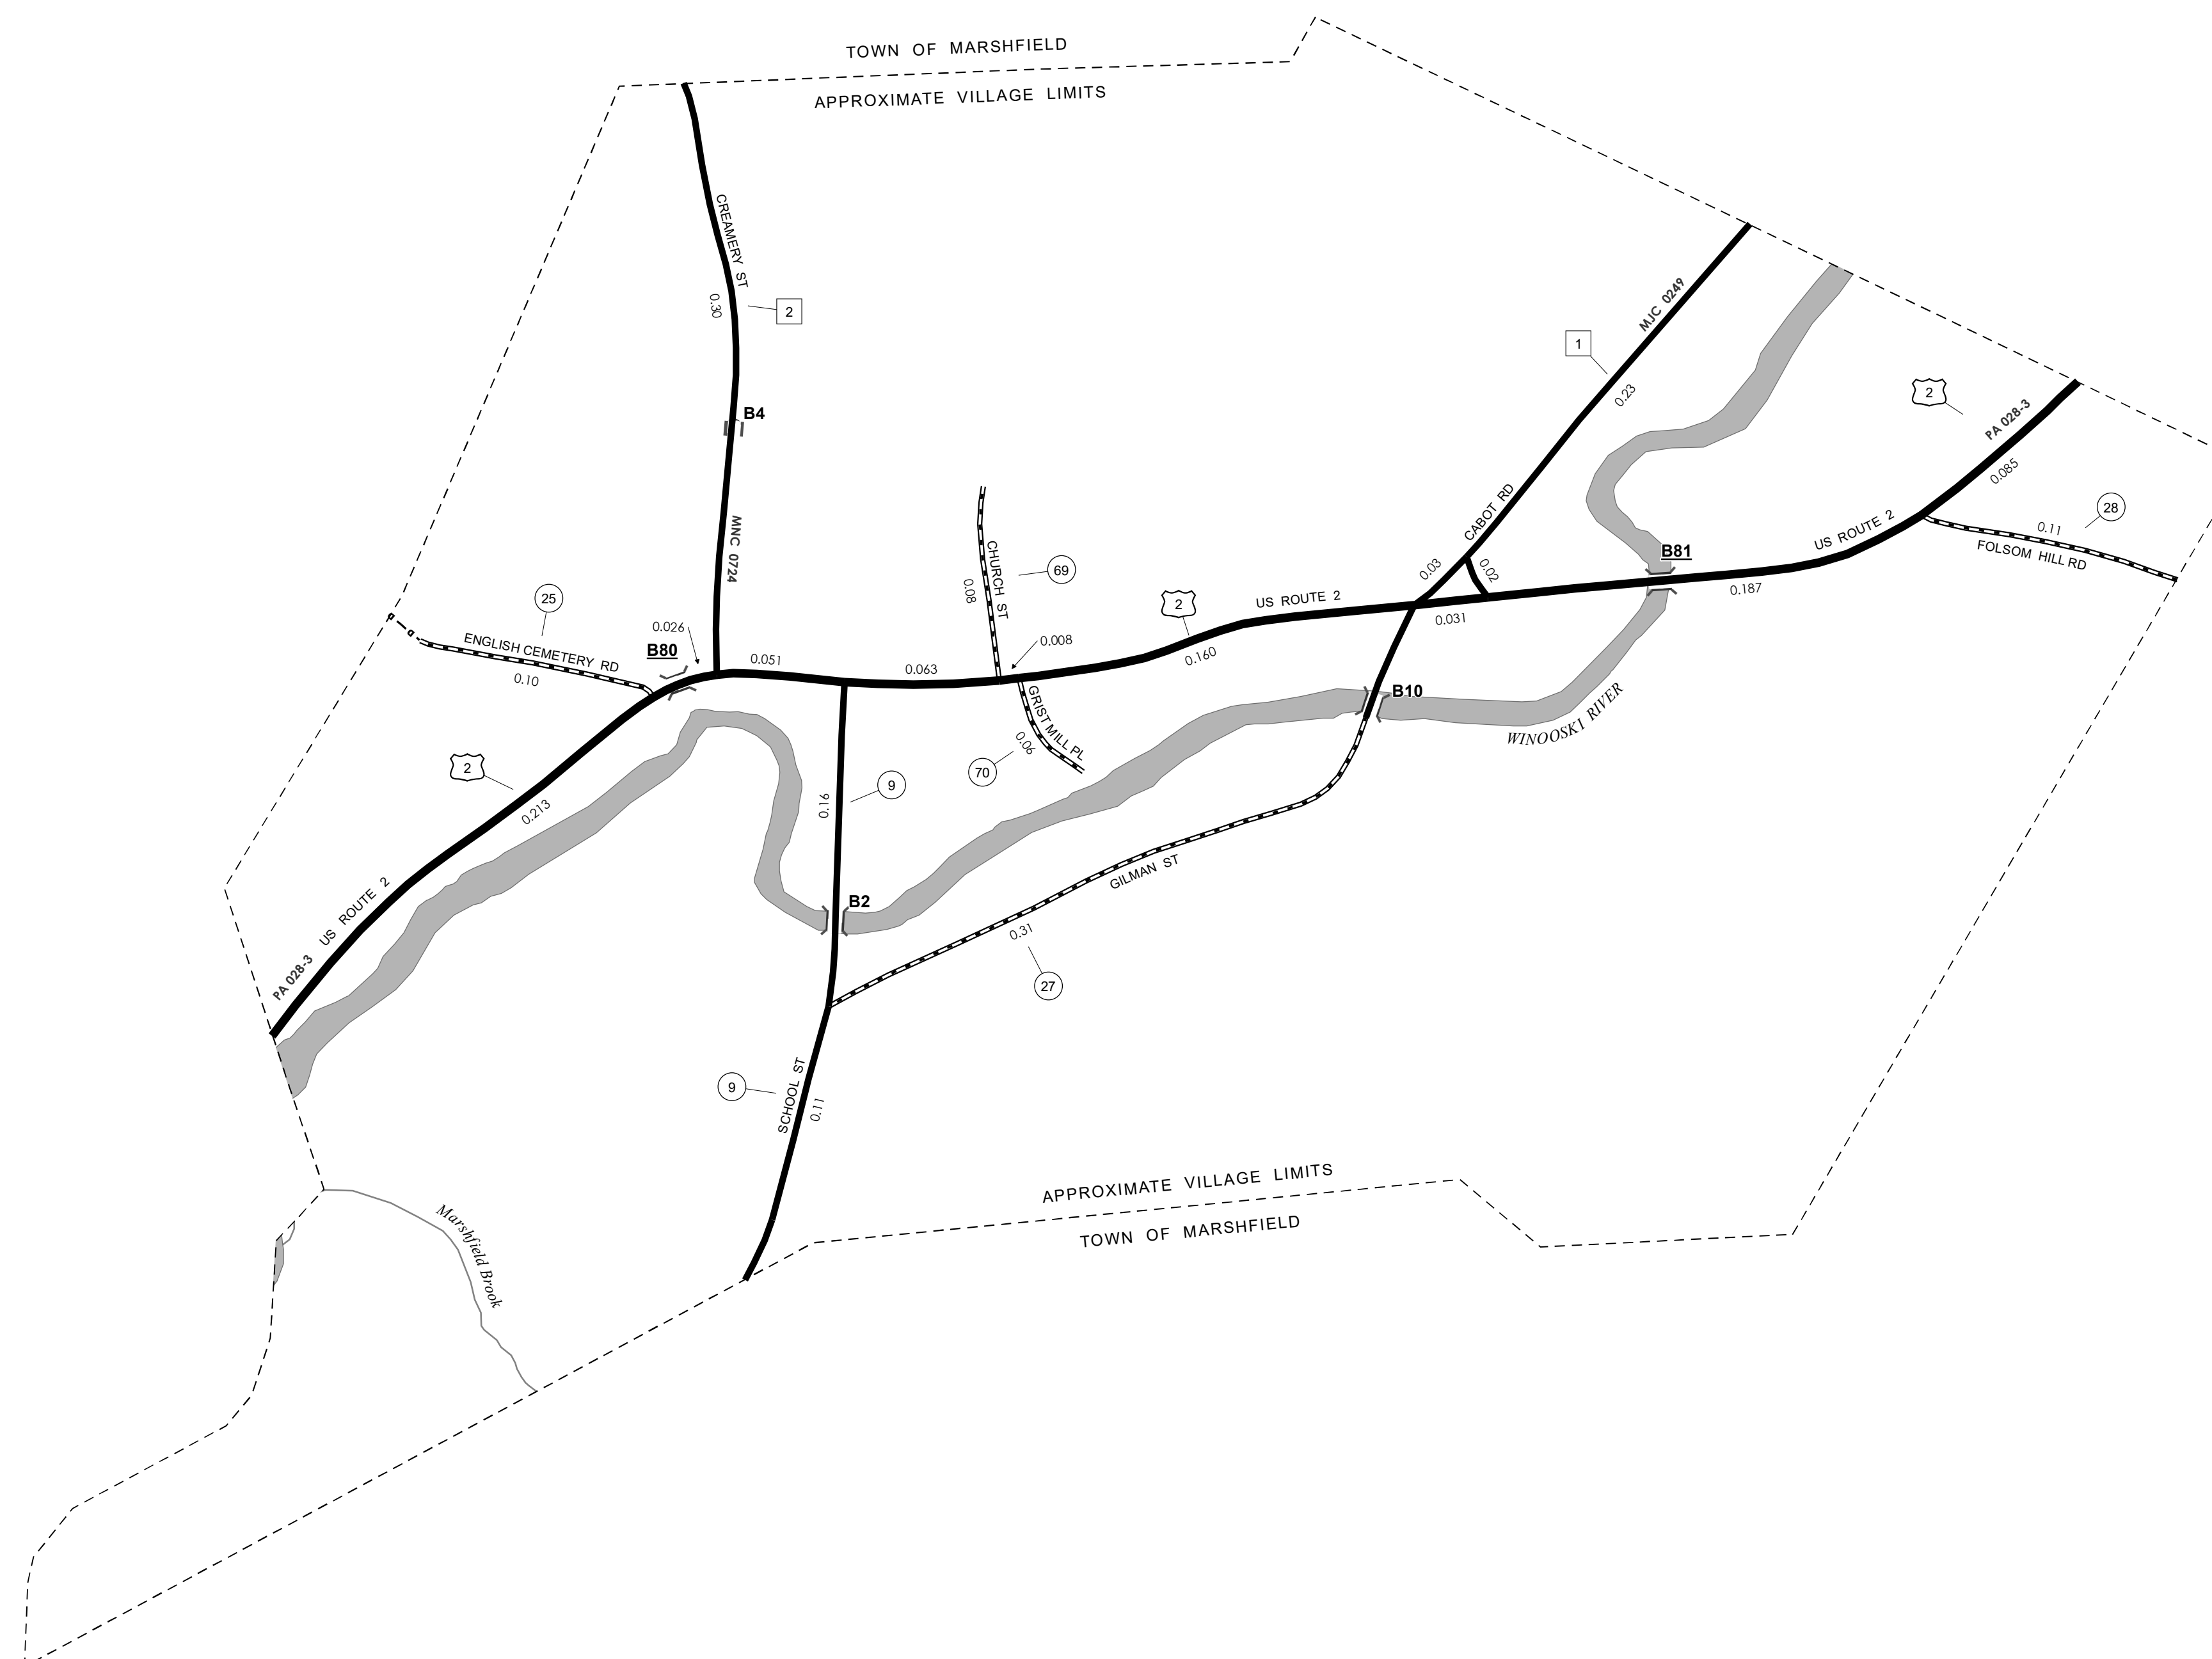 TOWN OF MARSHFIELD
APPROXIMATE VILLAGE LIMITS
CREAMERY ST
0.30
2
B4
MNC 0724
MJC 0249
1
0.23
CABOT RD
0.03
0.02
2
PA 028-3
0.085
28
0.11
FOLSOM HILL RD
US ROUTE 2
B81
0.187
0.031
US ROUTE 2
2
0.160
CHURCH ST
0.08
69
0.008
0.063
0.051
0.026
B80
25
ENGLISH CEMETERY RD
0.10
GRIST MILL PL
0.06
70
B10
WINOOSKI RIVER
2
0.213
US ROUTE 2
PA 028-3
9
0.16
B2
GILMAN ST
0.31
27
9
SCHOOL ST
0.11
Marshfield Brook
APPROXIMATE VILLAGE LIMITS
TOWN OF MARSHFIELD